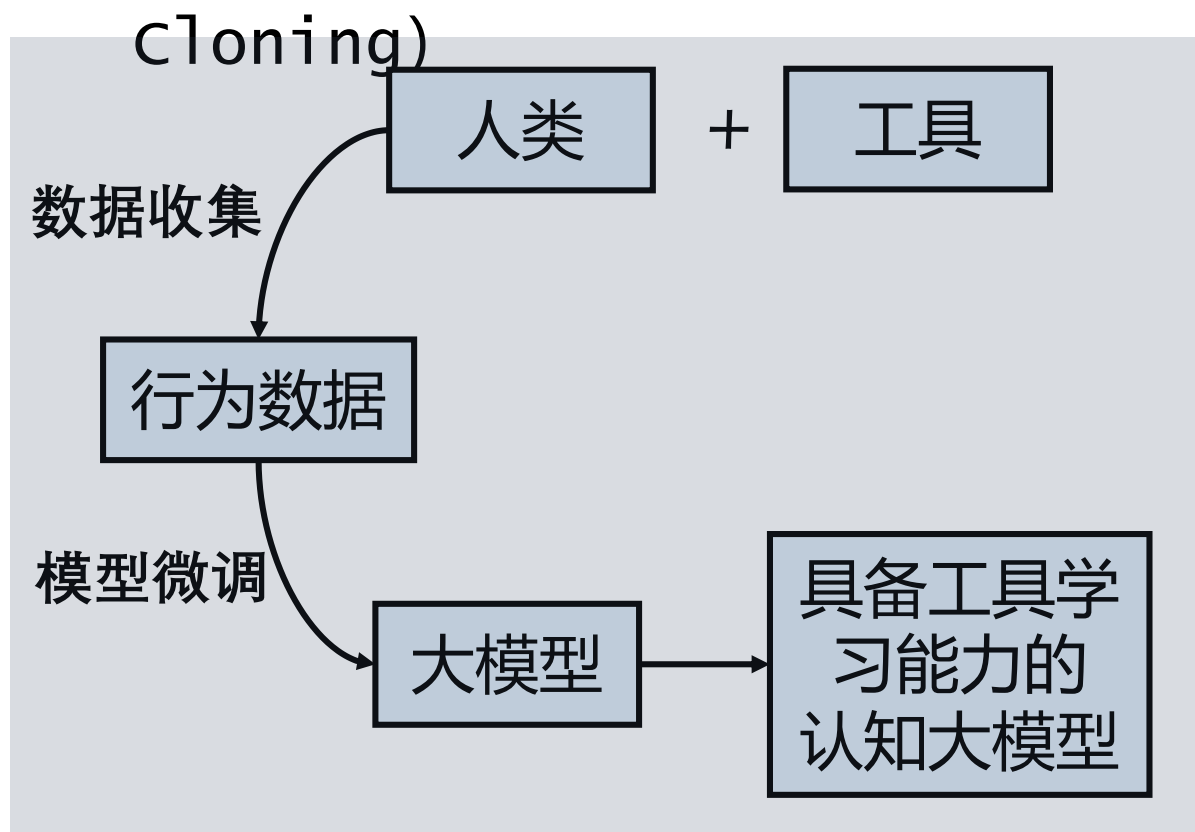 Cloning)
人类 + 工具
数据收集
行为数据
模型微调
大模型
具备工具学
习能力的
认知大模型